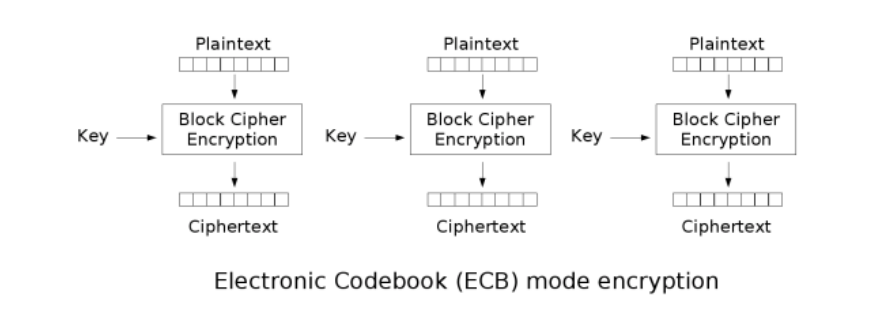 Plaintext Plaintext Plaintext
Block Cipher Block Cipher Block Cipher
Key Encryption Key Encryption Key Encryption
Ciphertext Ciphertext Ciphertext
Electronic Codebook (ECB) mode encryption